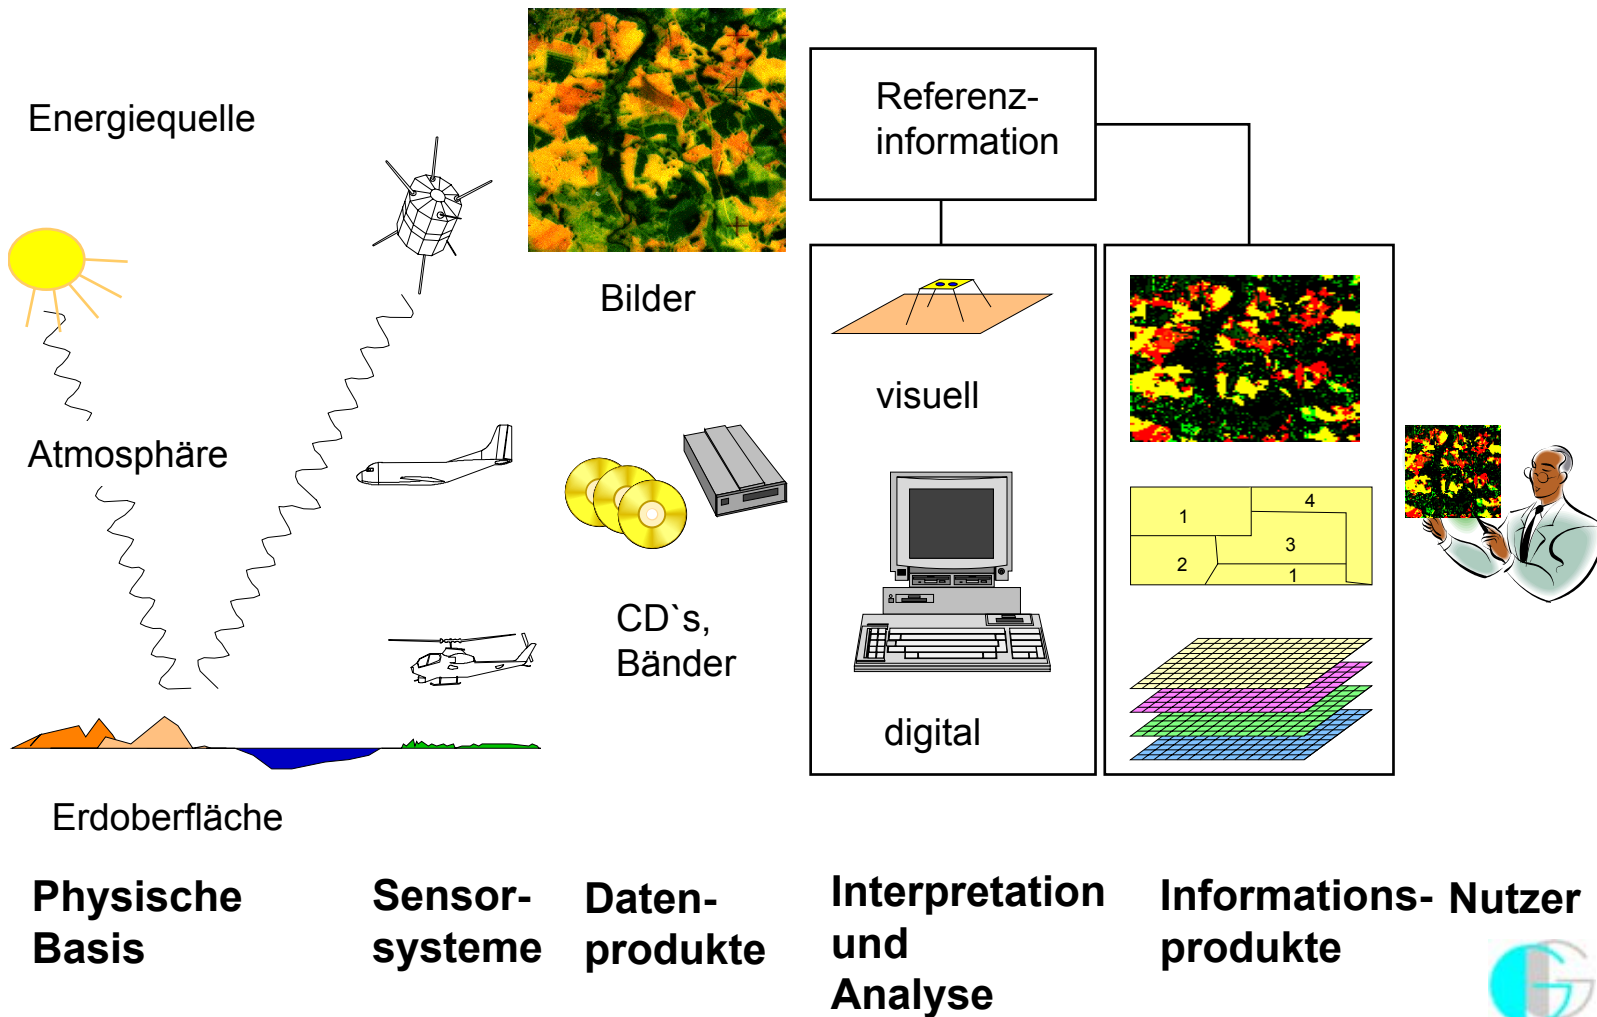 Energiequelle
Atmosphäre
Erdoberfläche
Bilder
CD`s,
Bänder
Referenz-
information
visuell
digital
1
4
3
2
1
Physische
Basis
Sensor-
systeme
Daten-
produkte
Interpretation
und
Analyse
Informations-
produkte
Nutzer